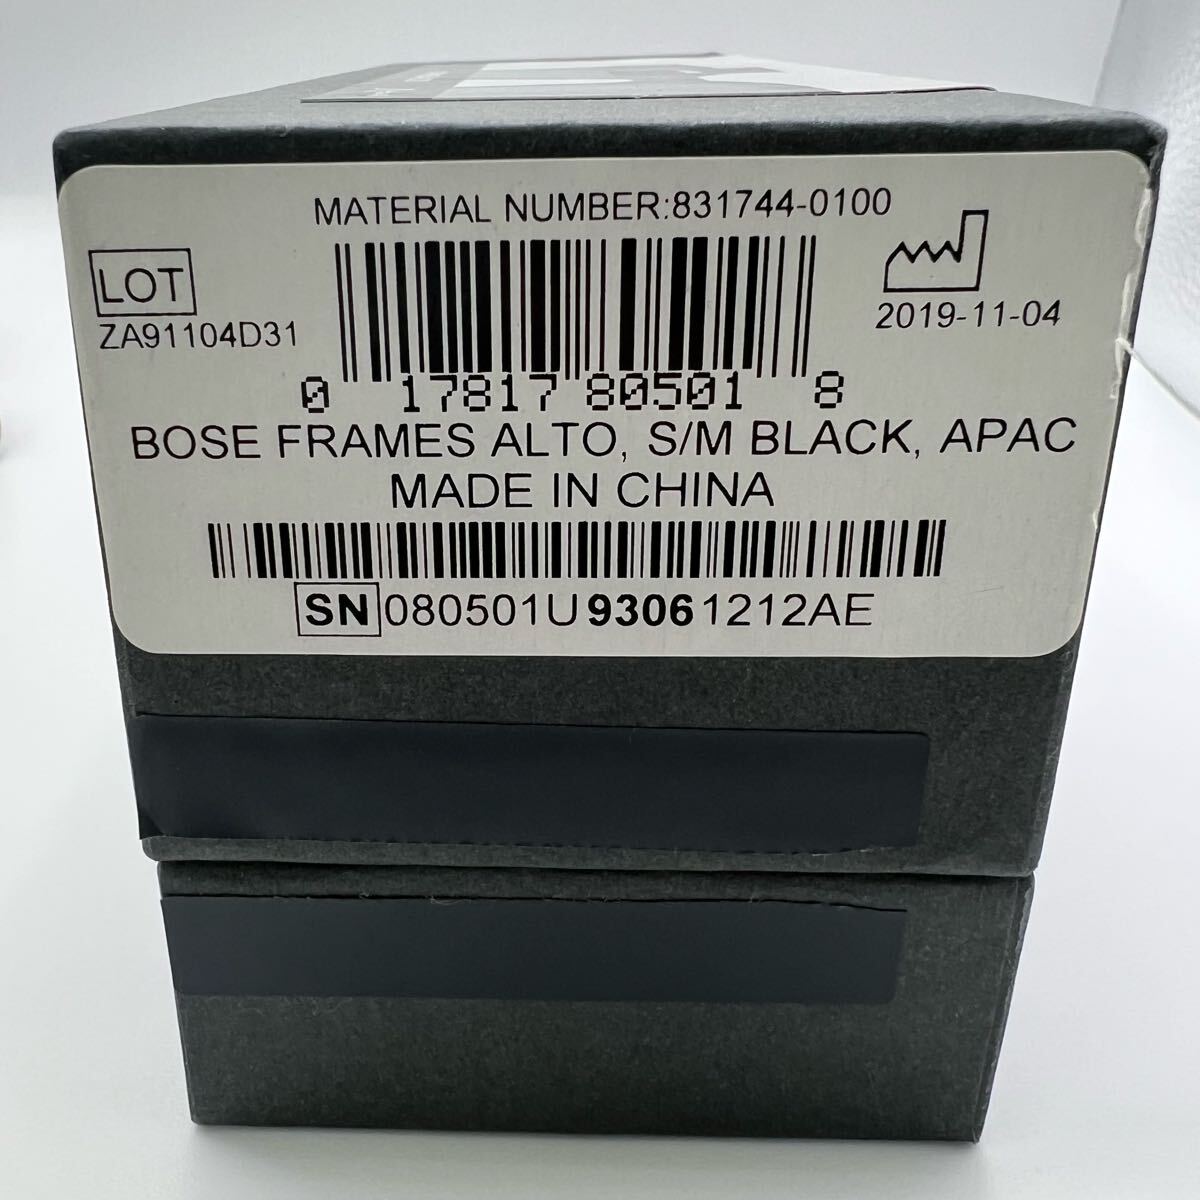 MATERIAL NUMBER:831744-0100
LOT
ZA91104D31
2019-11-04
0 17817 80501 8
BOSE FRAMES ALTO, S/M BLACK, APAC
MADE IN CHINA
SN 080501U93061212AE